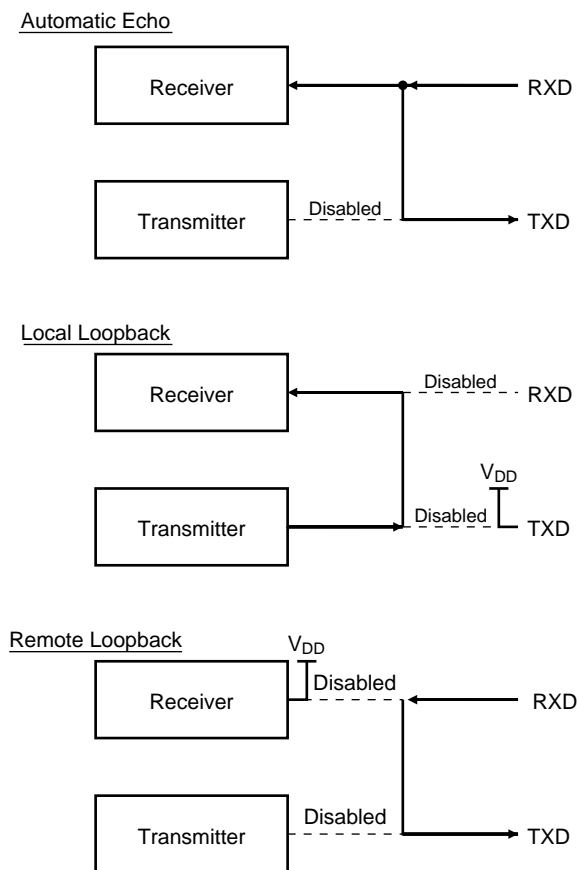 Automatic Echo
Receiver
RXD
Transmitter
Disabled
TXD
Local Loopback
Receiver
Disabled
RXD
VDD
Transmitter
Disabled
TXD
Remote Loopback
VDD
Receiver
Disabled
RXD
Transmitter
Disabled
TXD